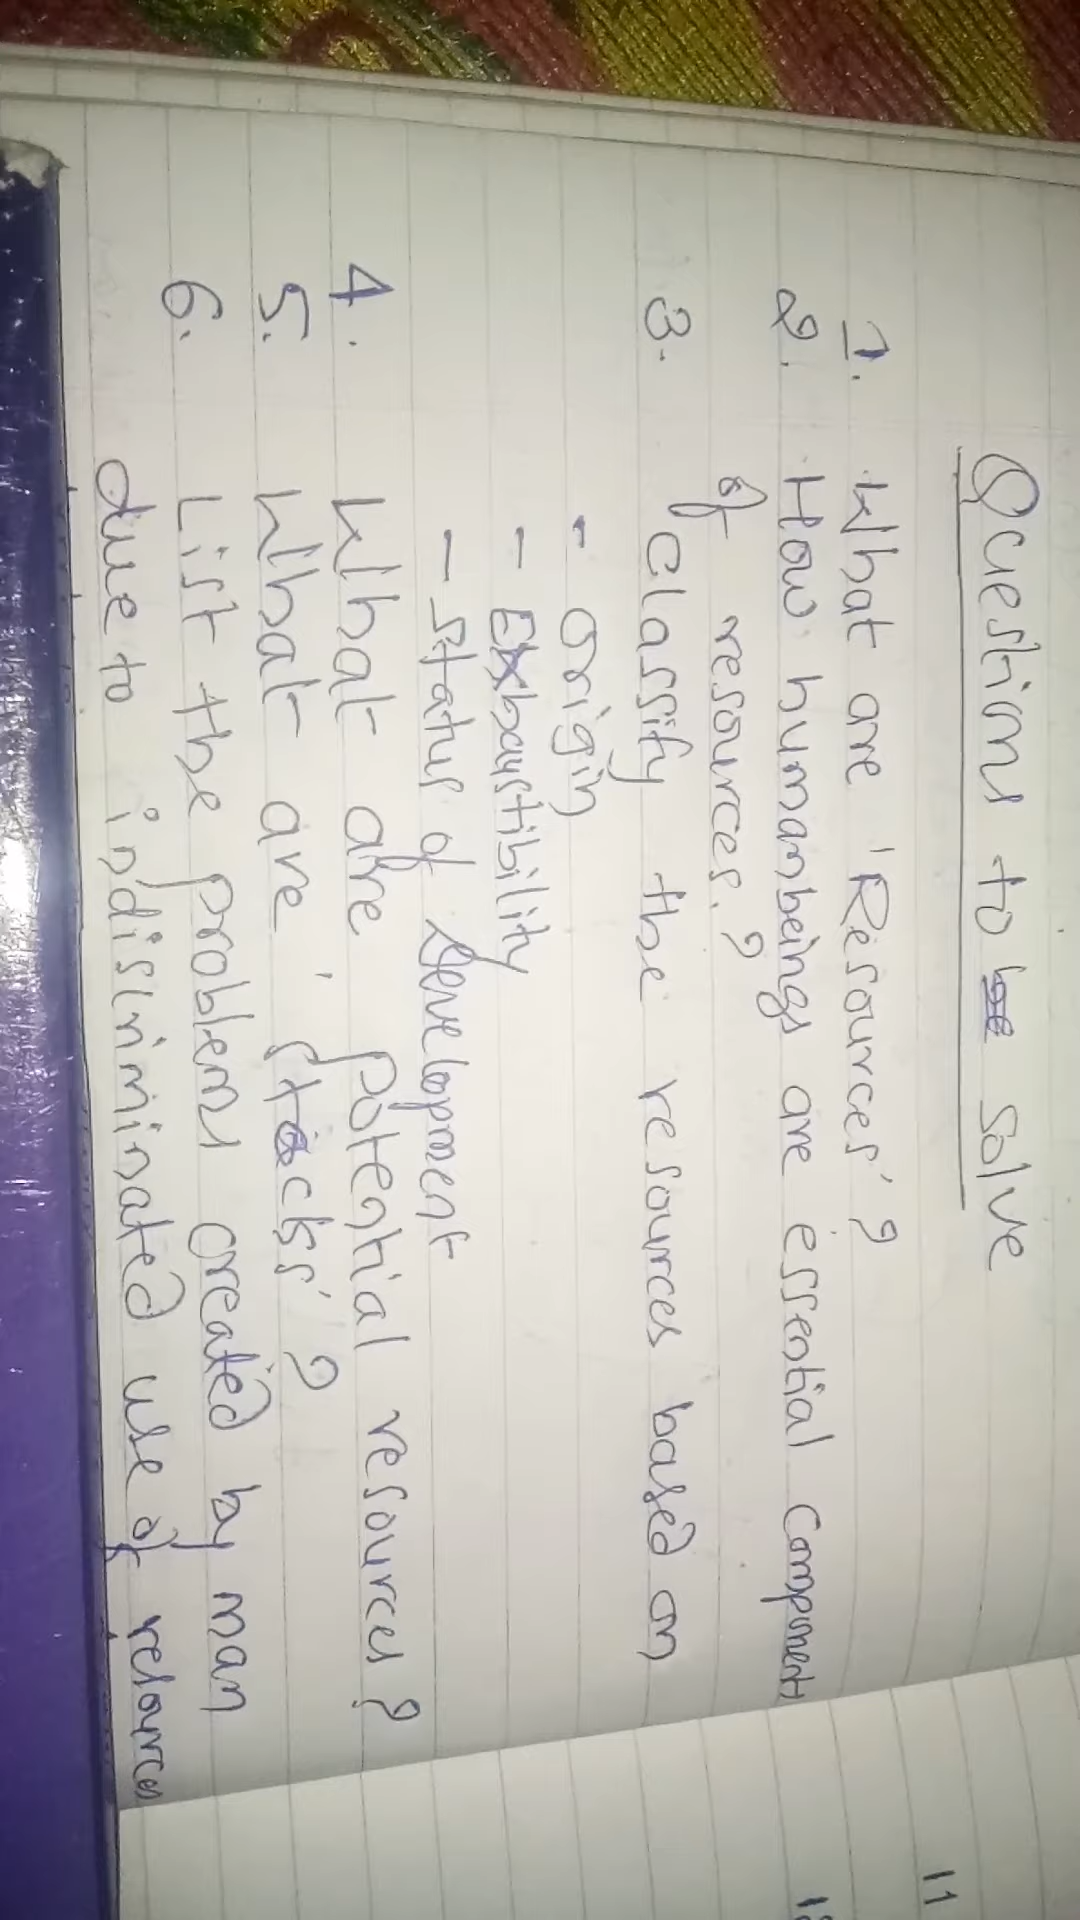 Questions to solve
1. What are 'Resources'?
2. How humanbeings are essential components
of resources.?
3. Classify the resources based on
- Origin
- Exhaustibility
- Status of Development
4. What are Potential resources?
5. What are 'Stocks'?
6. List the problems created by man
due to indiscriminated use of resources
11